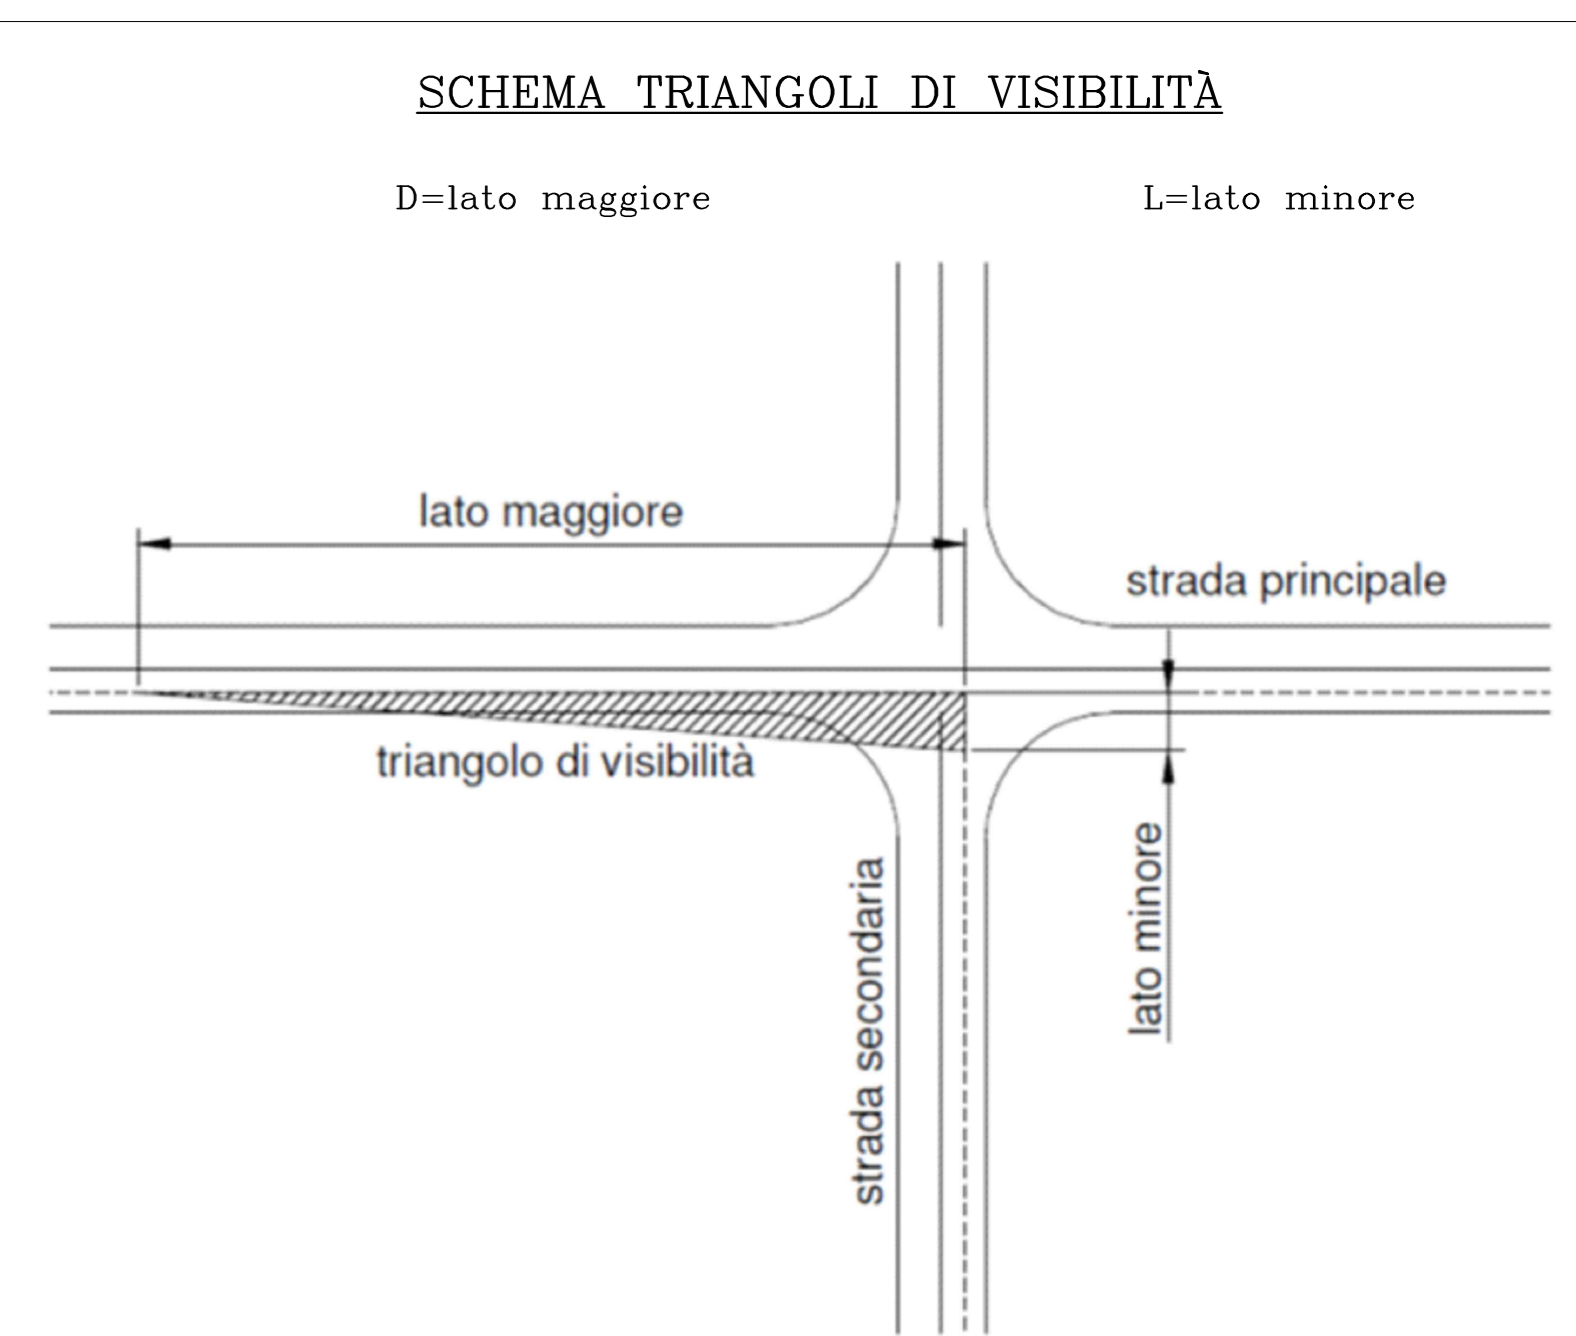 SCHEMA TRIANGOLI DI VISIBILITÀ
D=lato maggiore
L=lato minore
lato maggiore
strada principale
triangolo di visibilità
strada secondaria
lato minore